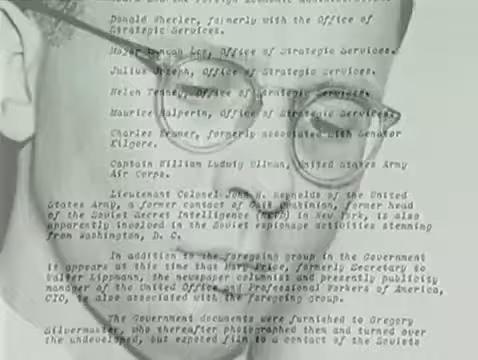 and the Foreign Economic Administration.
Donald Wheeler, formerly with the Office of
Strategic Services.
Major Duncan Lee, Office of Strategic Services.
Julius Joseph, Office of Strategic Services.
Helen Tenney, Office of Strategic Services.
Maurice Halperin, Office of Strategic Services.
Charles Kramer, formerly associated with Senator
Kilgore.
Captain William Ludwig Ullman, United States Army
Air Corps.
Lieutenant Colonel John H. Reynolds of the United
States Army, a former contact of Gaik Ovakimian, former head
of the Soviet Secret Intelligence (NKVD) in New York, is also
apparently involved in the Soviet espionage activities stemming
from Washington, D. C.
In addition to the foregoing group in the Government
it appears at this time that Mary Price, formerly Secretary to
Walter Lippmann, the newspaper columnist and presently publicity
manager of the United Office and Professional Workers of America,
CIO, is also associated with the foregoing group.
The Government documents were furnished to Gregory
Silvermaster, who thereafter photographed them and turned over
the undeveloped, but exposed film to a contact of the Soviets